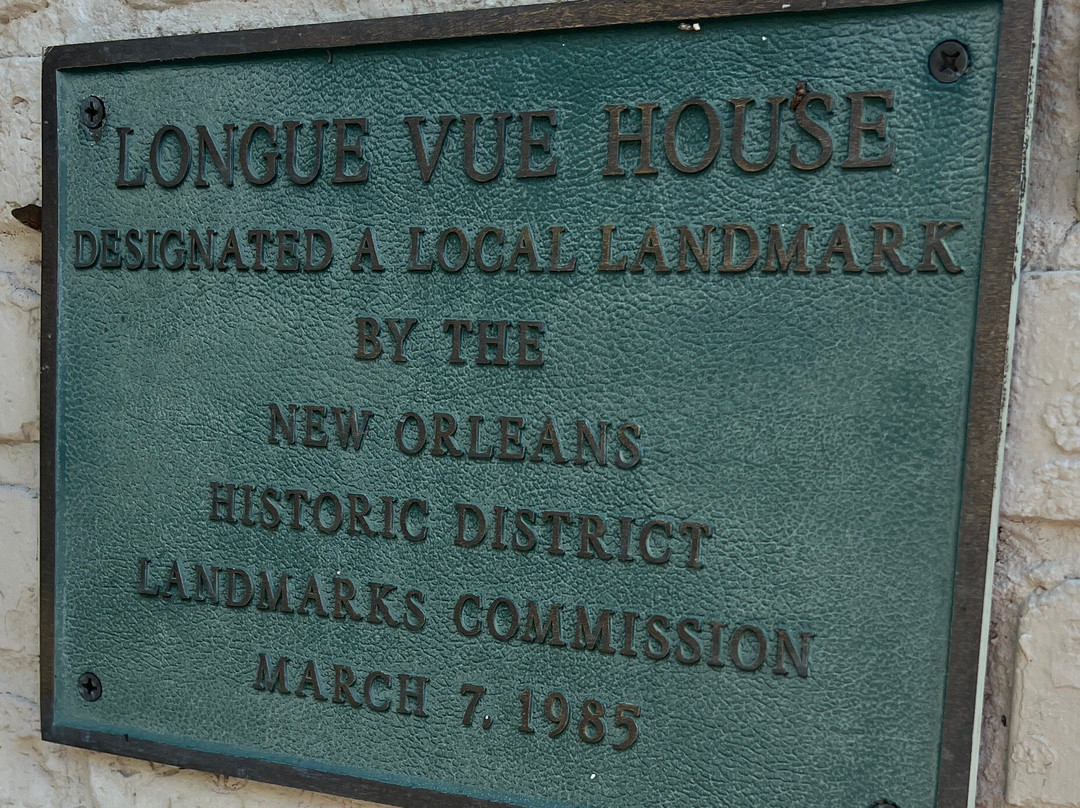 LONGUE VUE HOUSE
DESIGNATED A LOCAL LANDMARK
BY THE
NEW ORLEANS
HISTORIC DISTRICT
LANDMARKS COMMISSION
MARCH 7, 1985